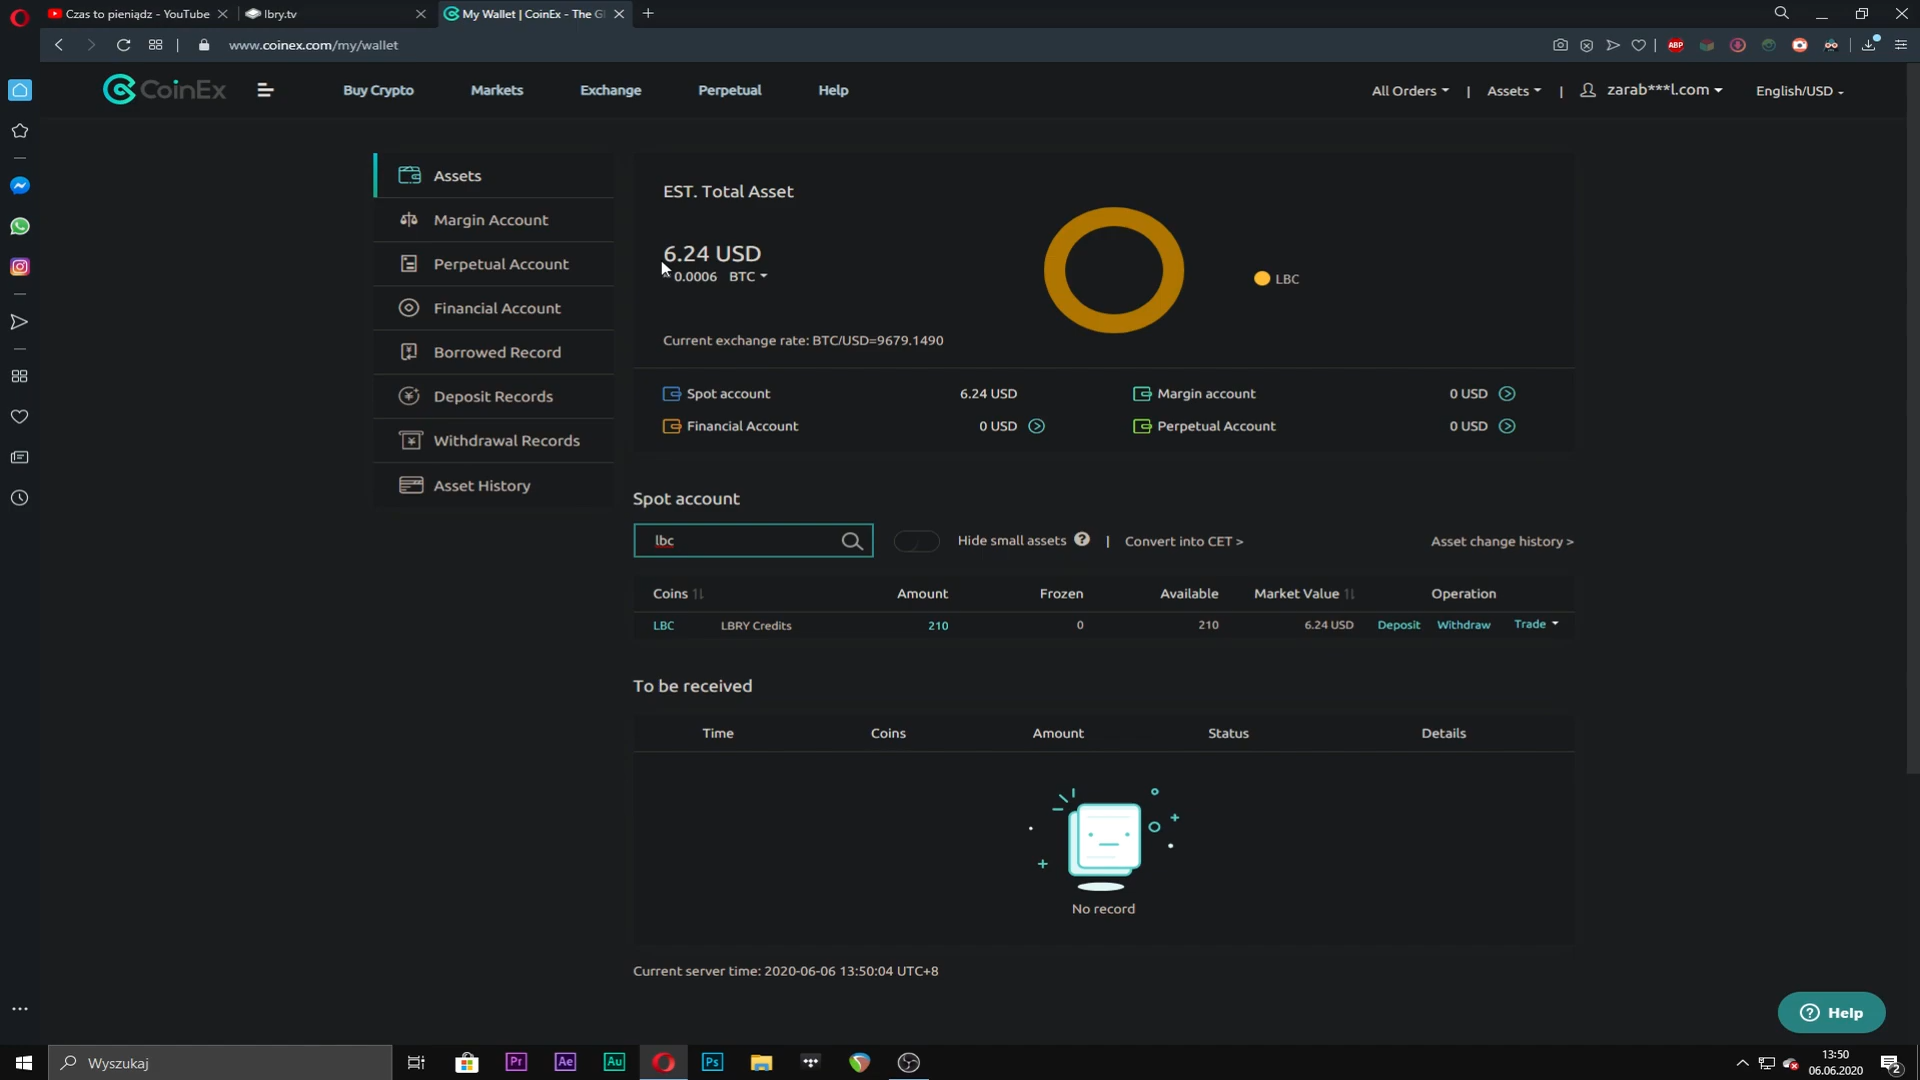 Czas to pieniądz - YouTube
lbry.tv
My Wallet | CoinEx - The G
www.coinex.com/my/wallet
ABP
CoinEx
Buy Crypto
Markets
Exchange
Perpetual
Help
All Orders
|
Assets
|
zarab***l.com
English/USD
Assets
Margin Account
Perpetual Account
Financial Account
Borrowed Record
Deposit Records
Withdrawal Records
Asset History
EST. Total Asset
6.24 USD
0.0006 BTC
LBC
Current exchange rate: BTC/USD=9679.1490
Spot account 6.24 USD
Margin account 0 USD
Financial Account 0 USD
Perpetual Account 0 USD
Spot account
lbc
Hide small assets ? | Convert into CET >
Asset change history >
Coins Amount Frozen Available Market Value Operation
LBC LBRY Credits 210 0 210 6.24 USD Deposit Withdraw Trade
To be received
Time Coins Amount Status Details
No record
Current server time: 2020-06-06 13:50:04 UTC+8
? Help
Wyszukaj
Pr
Ae
Au
Ps
13:50
06.06.2020
2